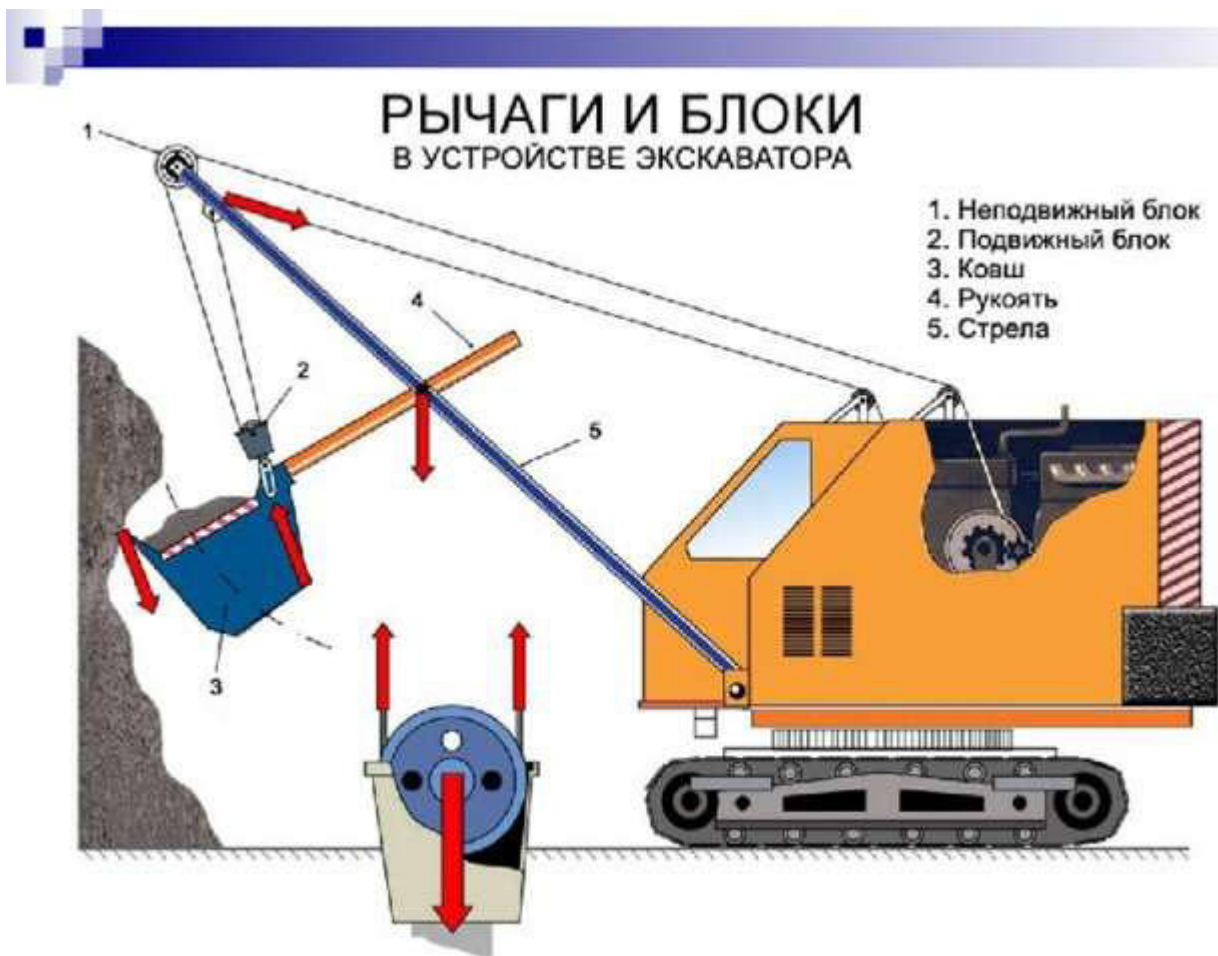 РЫЧАГИ И БЛОКИ
В УСТРОЙСТВЕ ЭКСКАВАТОРА
1
1. Неподвижный блок
2. Подвижный блок
3. Ковш
4. Рукоять
5. Стрела
4
2
5
3